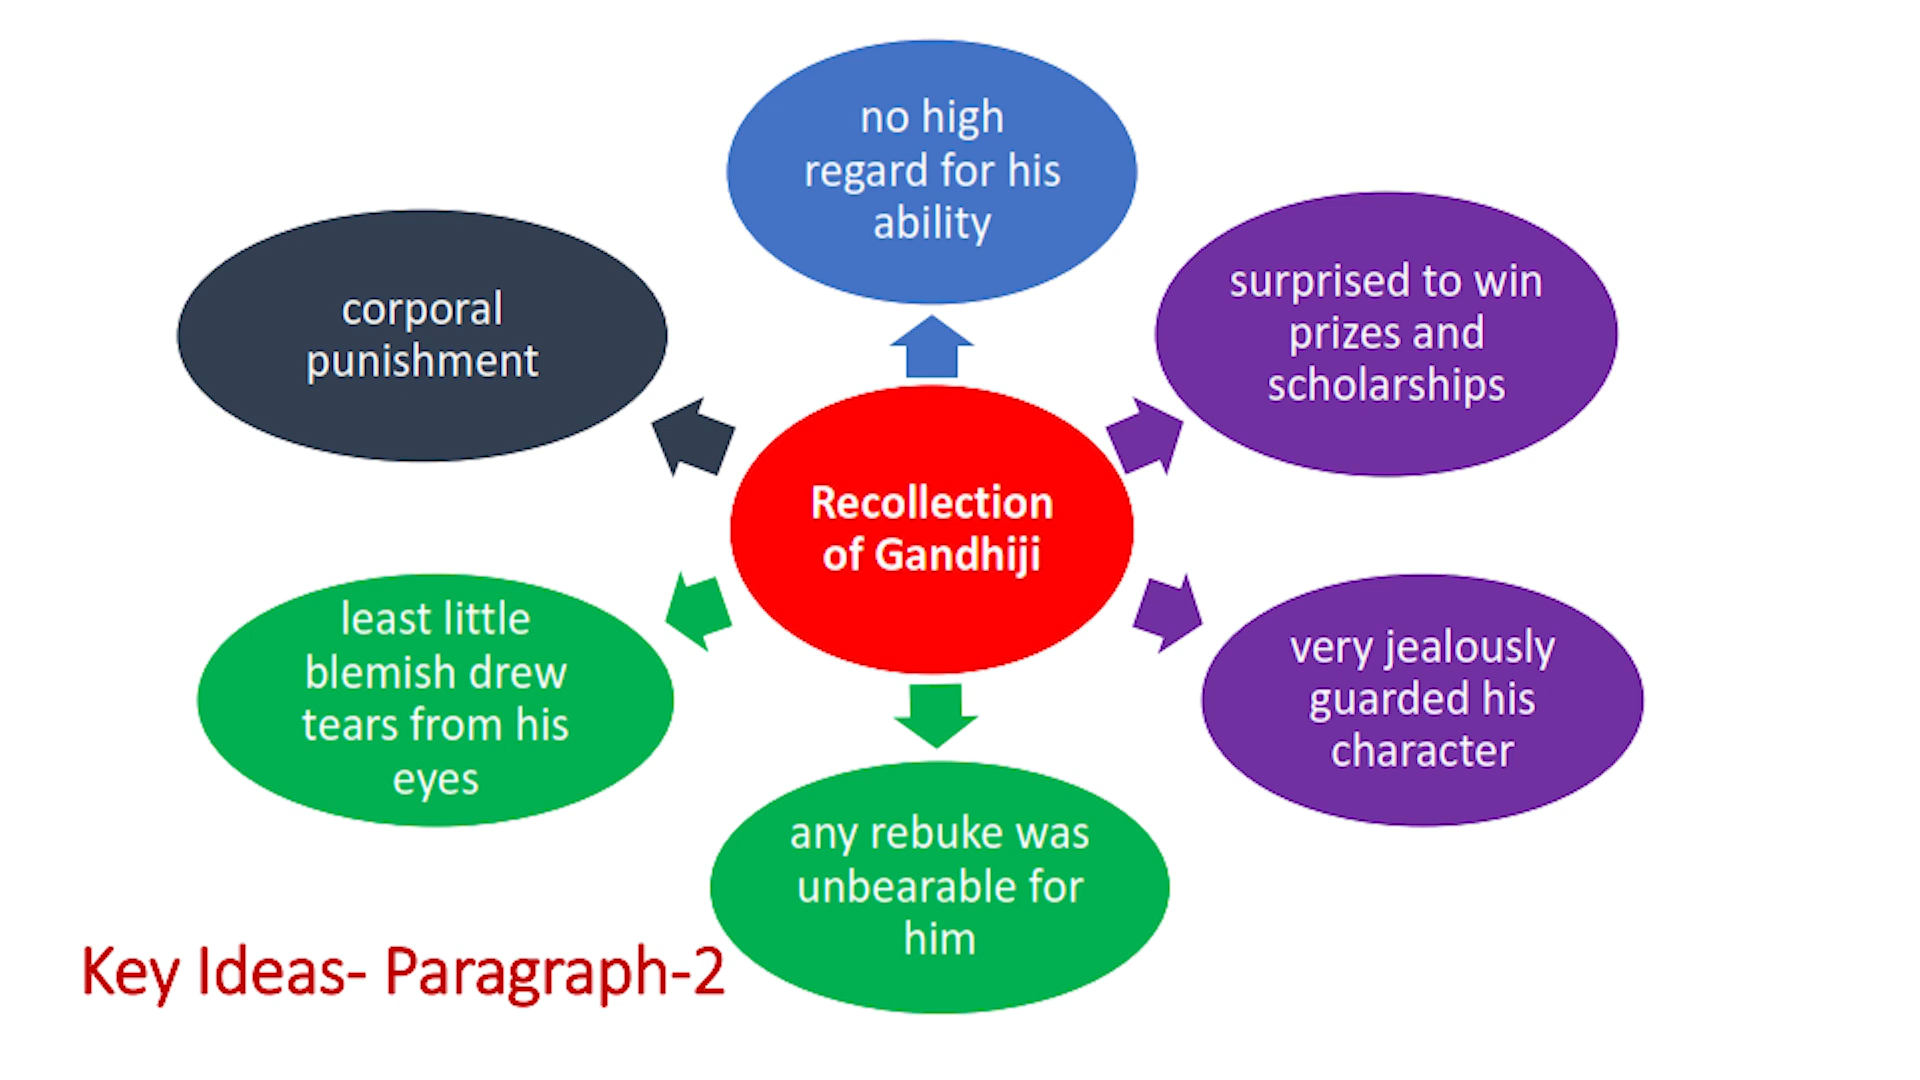 no high
regard for his
ability
surprised to win
prizes and
scholarships
very jealously
guarded his
character
any rebuke was
unbearable for
him
least little
blemish drew
tears from his
eyes
corporal
punishment
Recollection
of Gandhiji
Key Ideas- Paragraph-2